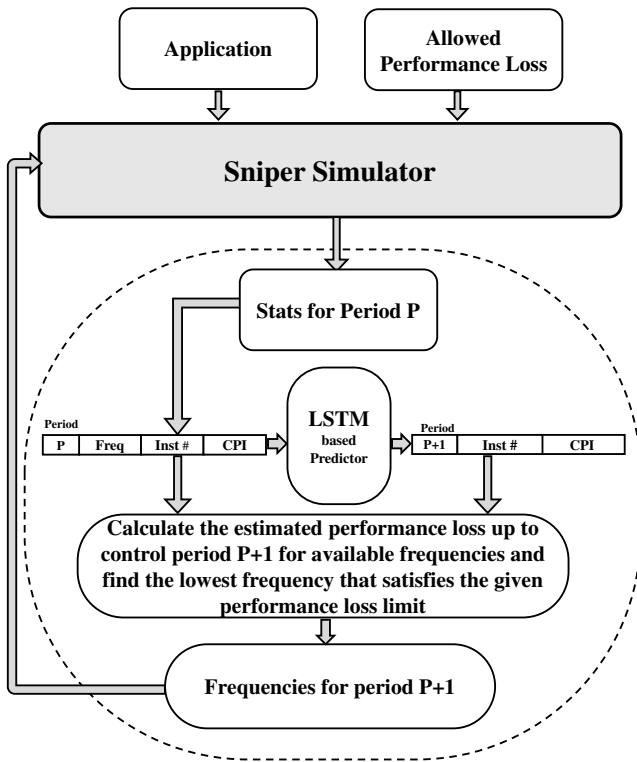 Application
Allowed
Performance Loss
Sniper Simulator
Stats for Period P
Period
P Freq Inst # CPI
LSTM
based
Predictor
Period
P+1 Inst # CPI
Calculate the estimated performance loss up to
control period P+1 for available frequencies and
find the lowest frequency that satisfies the given
performance loss limit
Frequencies for period P+1